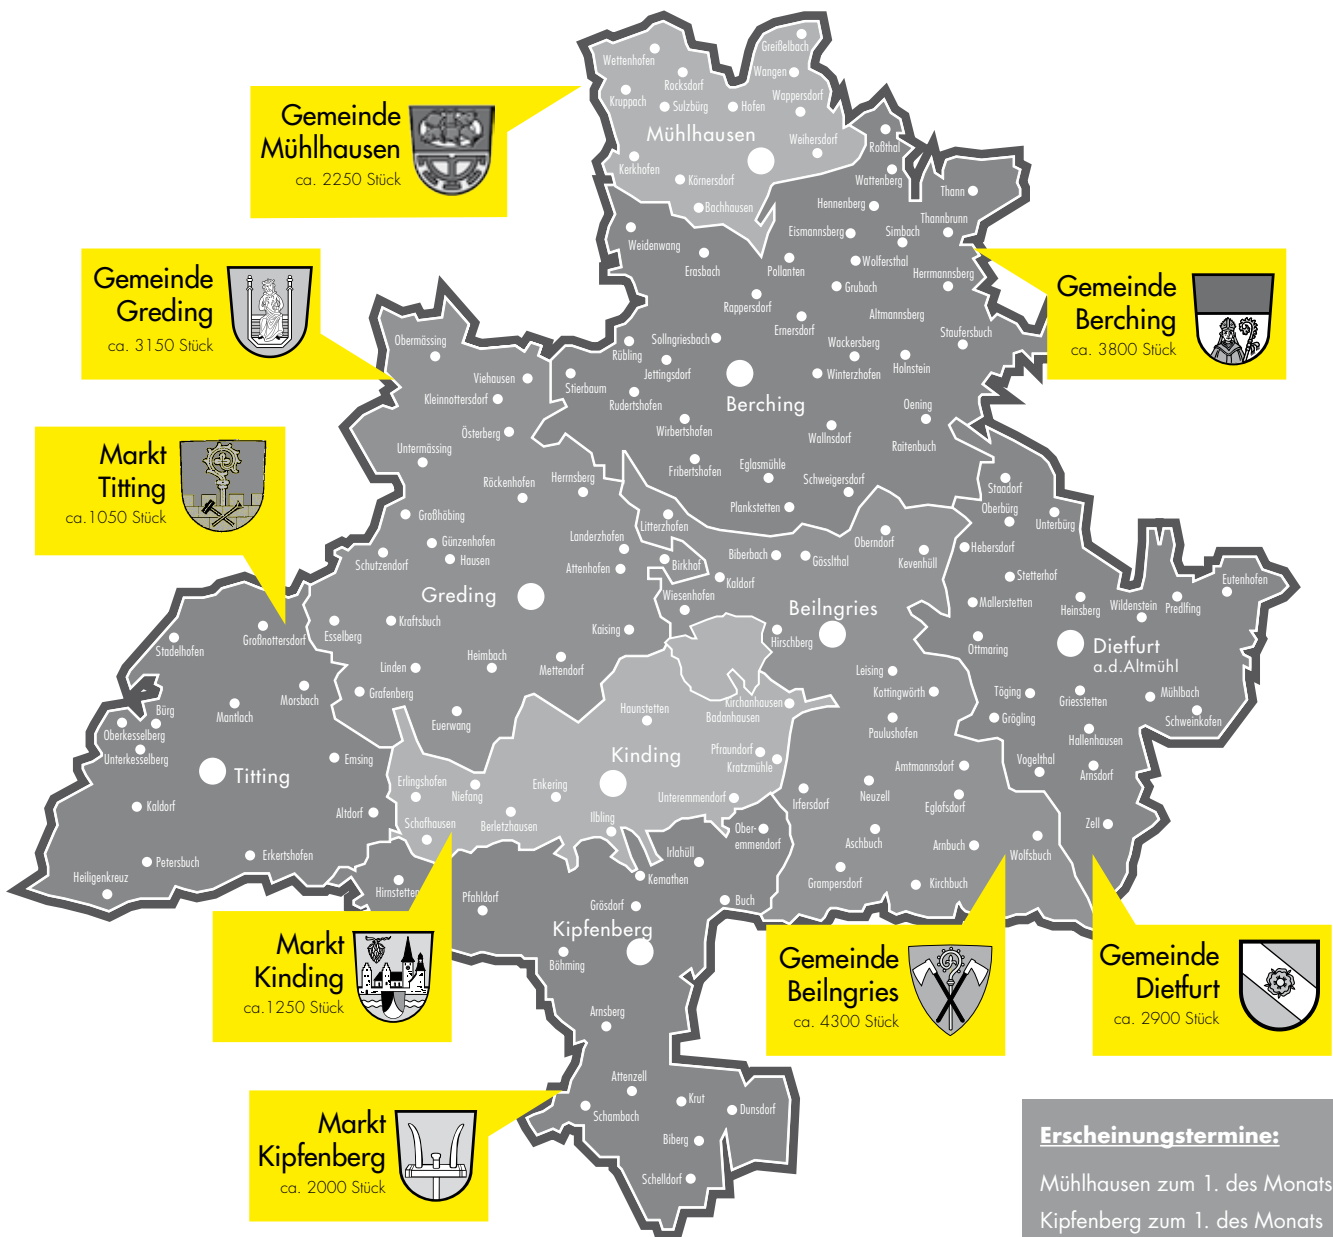 Gemeinde
Mühlhausen
ca. 2250 Stück
Gemeinde
Greding
ca. 3150 Stück
Markt
Titting
ca.1050 Stück
Gemeinde
Berching
ca. 3800 Stück
Markt
Kinding
ca.1250 Stück
Markt
Kipfenberg
ca. 2000 Stück
Gemeinde
Beilngries
ca. 4300 Stück
Gemeinde
Dietfurt
ca. 2900 Stück
Greißelbach
Wettenhofen
Wangen
Rocksdorf
Kruppach
Sulzbürg
Hofen
Wappersdorf
Mühlhausen
Weihersdorf
Kerkhofen
Körnersdorf
Bachhausen
Roßthal
Wattenberg
Thann
Hennenberg
Thannbrunn
Eismannsberg
Simbach
Weidenwang
Erasbach
Pollanten
Wolfersthal
Herrmannsberg
Grubach
Rappersdorf
Altmannsberg
Ernersdorf
Staufersbuch
Sollngriesbach
Wackersberg
Rübling
Holnstein
Jettingsdorf
Winterzhofen
Stierbaum
Rudertshofen
Berching
Oening
Wirbertshofen
Wallnsdorf
Raitenbuch
Fribertshofen
Eglasmühle
Schweigersdorf
Plankstetten
Obermässing
Viehausen
Kleinnottersdorf
Österberg
Untermässing
Röckenhofen
Herrnsberg
Großhöbing
Landerzhofen
Günzenhofen
Hausen
Schutzendorf
Attenhofen
Greding
Kraftsbuch
Esselberg
Kaising
Linden
Heimbach
Mettendorf
Grafenberg
Euerwang
Litterzhofen
Birkhof
Biberbach
Gösslthal
Oberndorf
Kevenhüll
Kaldorf
Wiesenhofen
Beilngries
Hirschberg
Leising
Kottingwörth
Paulushofen
Amtmannsdorf
Neuzell
Irfersdorf
Eglofsdorf
Aschbuch
Arnbuch
Wolfsbuch
Grampersdorf
Kirchbuch
Staadorf
Oberbürg
Unterbürg
Hebersdorf
Stetterhof
Eutenhofen
Mallerstetten
Heinsberg
Wildenstein
Predlfing
Ottmaring
Dietfurt
a.d.Altmühl
Töging
Griesstetten
Mühlbach
Grögling
Schweinkofen
Hallenhausen
Vogelthal
Arnsdorf
Zell
Großnottersdorf
Stadelhofen
Morsbach
Mantlach
Bürg
Oberkesselberg
Unterkesselberg
Titting
Emsing
Kaldorf
Altdorf
Petersbuch
Erkertshofen
Heiligenkreuz
Haunstetten
Kirchanhausen
Badanhausen
Kinding
Pfraundorf
Kratzmühle
Erlingshofen
Niefang
Enkering
Unteremmendorf
Schafhausen
Berletzhausen
Ilbling
Ober-
emmendorf
Irlahüll
Kemathen
Hirnstetten
Pfahldorf
Grösdorf
Buch
Kipfenberg
Böhming
Arnsberg
Attenzell
Schambach
Krut
Dunsdorf
Biberg
Schelldorf
Erscheinungstermine:
Mühlhausen zum 1. des Monats
Kipfenberg zum 1. des Monats